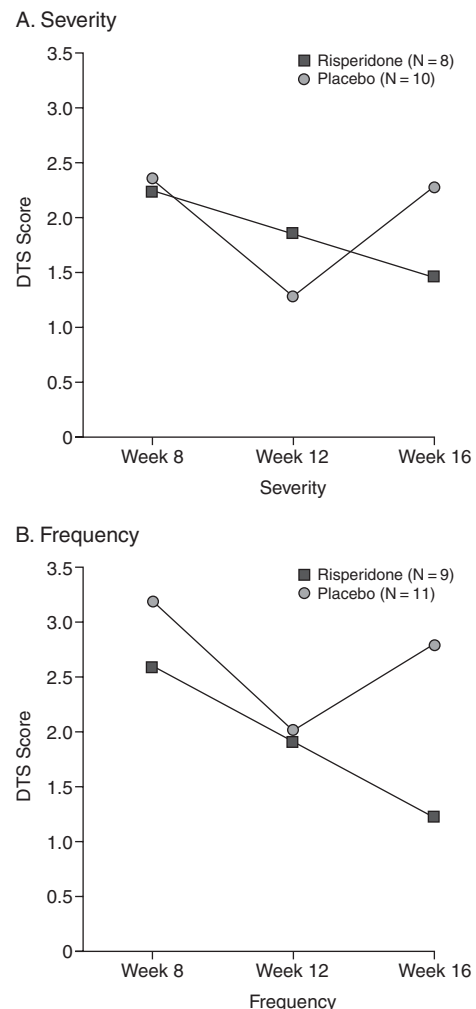 A. Severity
3.5
3.0
2.5
2.0
1.5
1.0
0.5
0
DTS Score
Risperidone (N = 8)
Placebo (N = 10)
Week 8 Week 12 Week 16
Severity
B. Frequency
3.5
3.0
2.5
2.0
1.5
1.0
0.5
0
DTS Score
Risperidone (N = 9)
Placebo (N = 11)
Week 8 Week 12 Week 16
Frequency